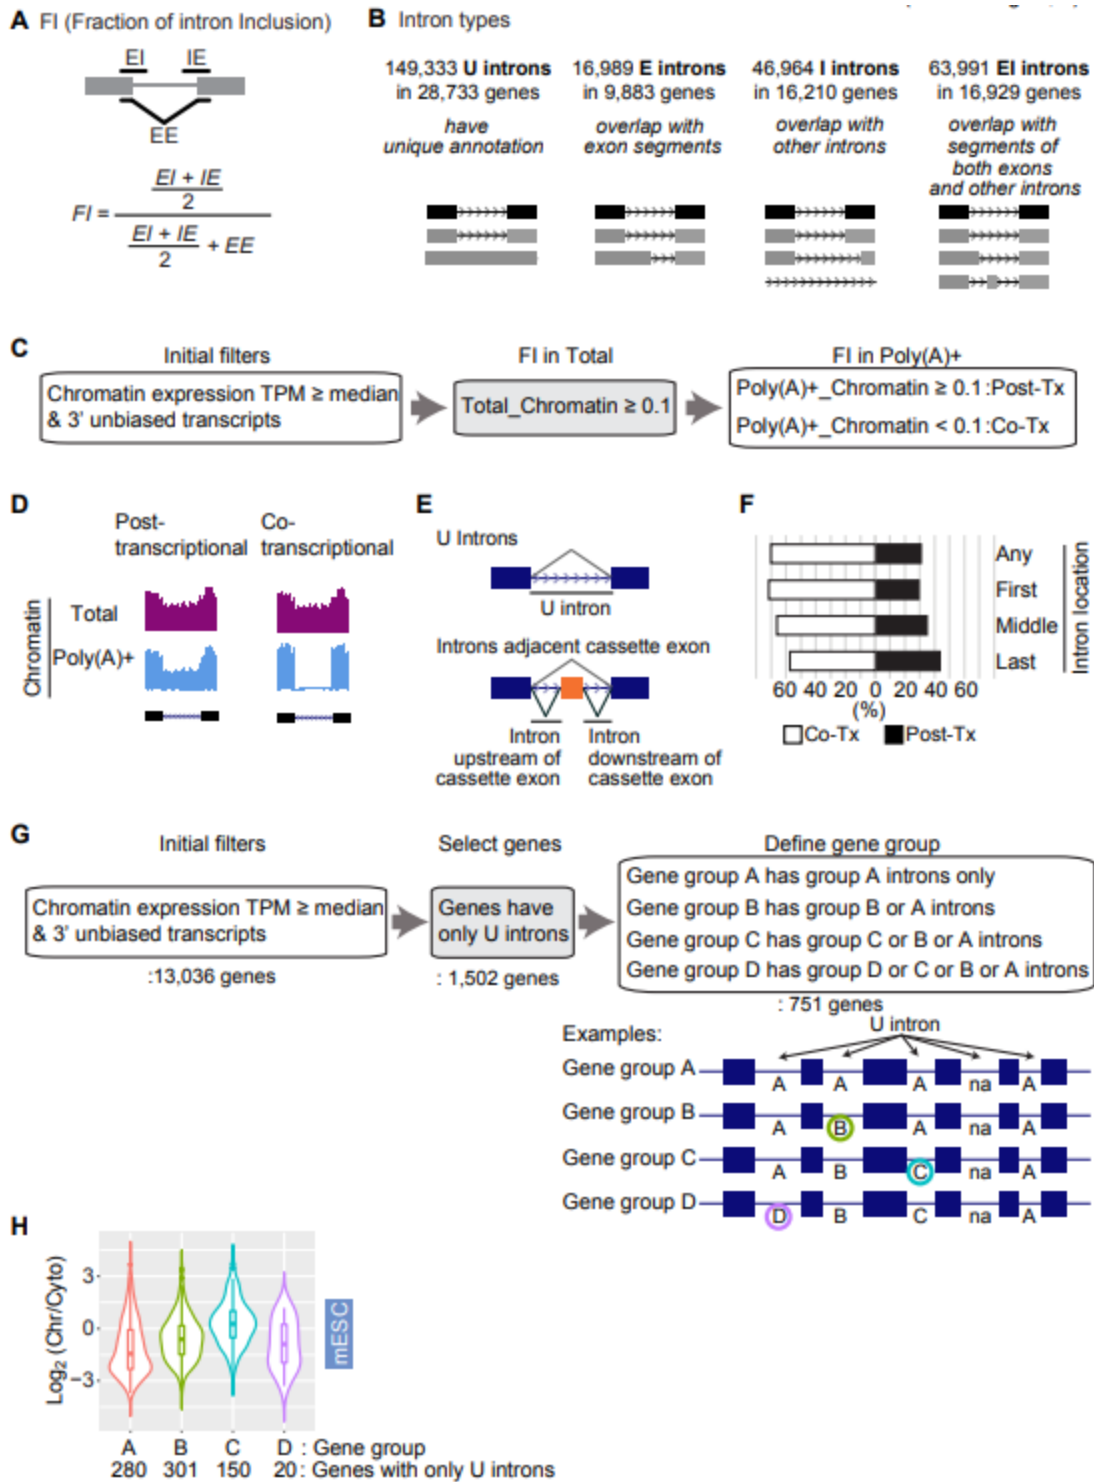 A FI (Fraction of intron Inclusion)
EI IE
EE
FI = EI + IE
2
EI + IE
2 + EE
B Intron types
149,333 U introns
in 28,733 genes
have
unique annotation
16,989 E introns
in 9,883 genes
overlap with
exon segments
46,964 I introns
in 16,210 genes
overlap with
other introns
63,991 EI introns
in 16,929 genes
overlap with
segments of
both exons
and other introns
C
Initial filters
Chromatin expression TPM ≥ median
& 3' unbiased transcripts
FI in Total
Total_Chromatin ≥ 0.1
FI in Poly(A)+
Poly(A)+_Chromatin ≥ 0.1:Post-Tx
Poly(A)+_Chromatin < 0.1:Co-Tx
D
Post-
transcriptional
Co-
transcriptional
Chromatin
Total
Poly(A)+
E
U Introns
U intron
Introns adjacent cassette exon
Intron
upstream of
cassette exon
Intron
downstream of
cassette exon
F
Any
First
Middle
Last
Intron location
60 40 20 0 20 40 60
(%)
Co-Tx Post-Tx
G
Initial filters
Chromatin expression TPM ≥ median
& 3' unbiased transcripts
:13,036 genes
Select genes
Genes have
only U introns
: 1,502 genes
Define gene group
Gene group A has group A introns only
Gene group B has group B or A introns
Gene group C has group C or B or A introns
Gene group D has group D or C or B or A introns
: 751 genes
Examples:
U intron
Gene group A
A A A na A
Gene group B
A B A na A
Gene group C
A B C na A
Gene group D
D B C na A
H
Log2 (Chr/Cyto)
3
0
−3
mESC
A B C D : Gene group
280 301 150 20: Genes with only U introns